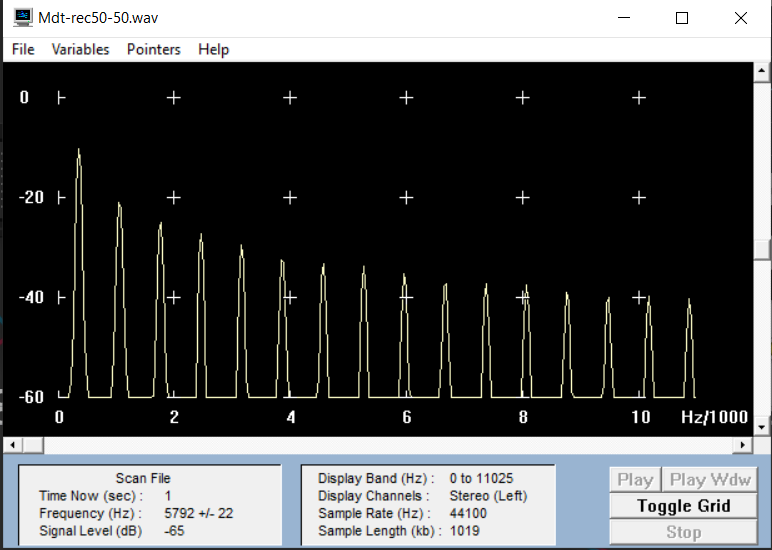 Mdt-rec50-50.wav
File Variables Pointers Help
0
-20
-40
-60
0 2 4 6 8 10 Hz/1000
Scan File
Time Now (sec) : 1
Frequency (Hz) : 5792 +/- 22
Signal Level (dB) -65
Display Band (Hz) : 0 to 11025
Display Channels : Stereo (Left)
Sample Rate (Hz) : 44100
Sample Length (kb) : 1019
Play Play Wdw
Toggle Grid
Stop